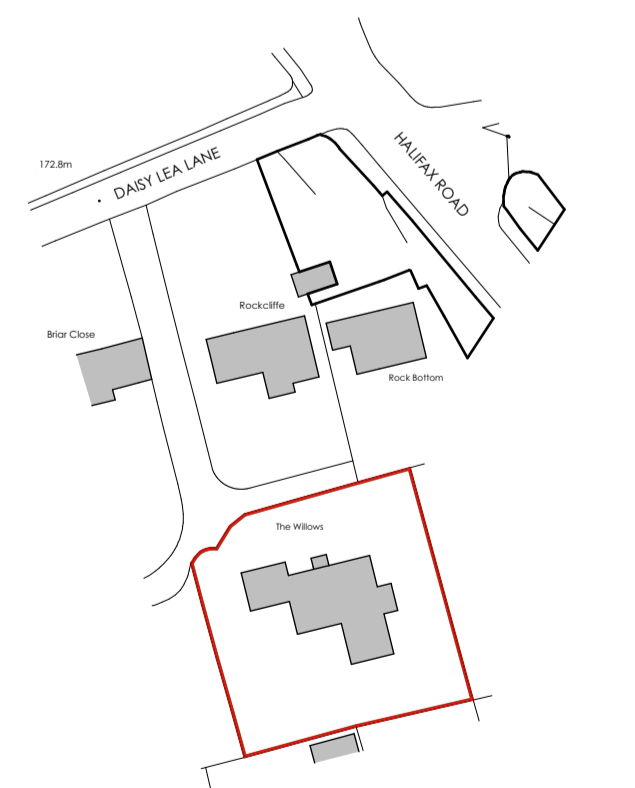 172.8m
DAISY LEA LANE
HALIFAX ROAD
Rockcliffe
Briar Close
Rock Bottom
The Willows